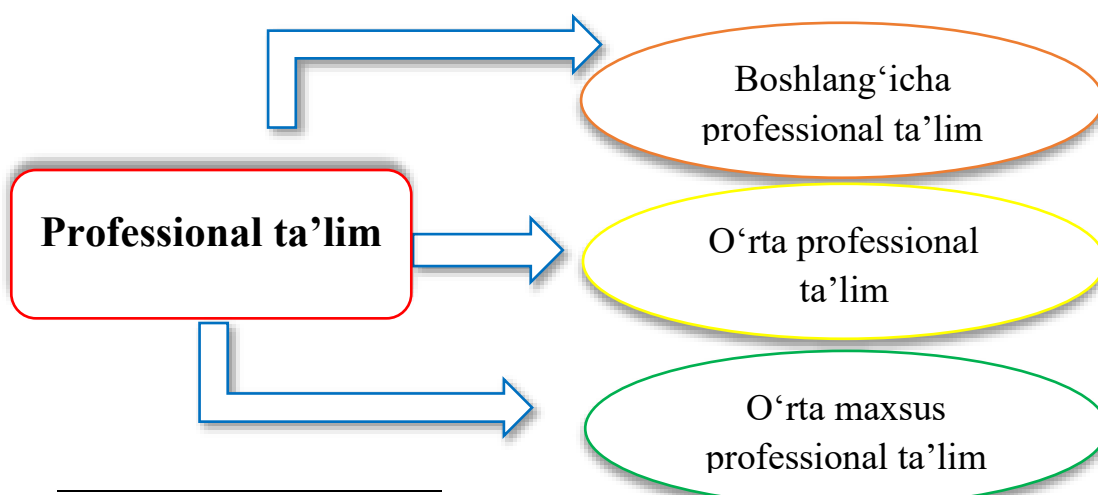 Boshlang‘icha
professional ta’lim
Professional ta’lim
O‘rta professional
ta’lim
O‘rta maxsus
professional ta’lim